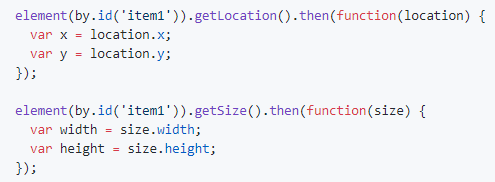 element(by.id('item1')).getLocation().then(function(location) {
  var x = location.x;
  var y = location.y;
});

element(by.id('item1')).getSize().then(function(size) {
  var width = size.width;
  var height = size.height;
});